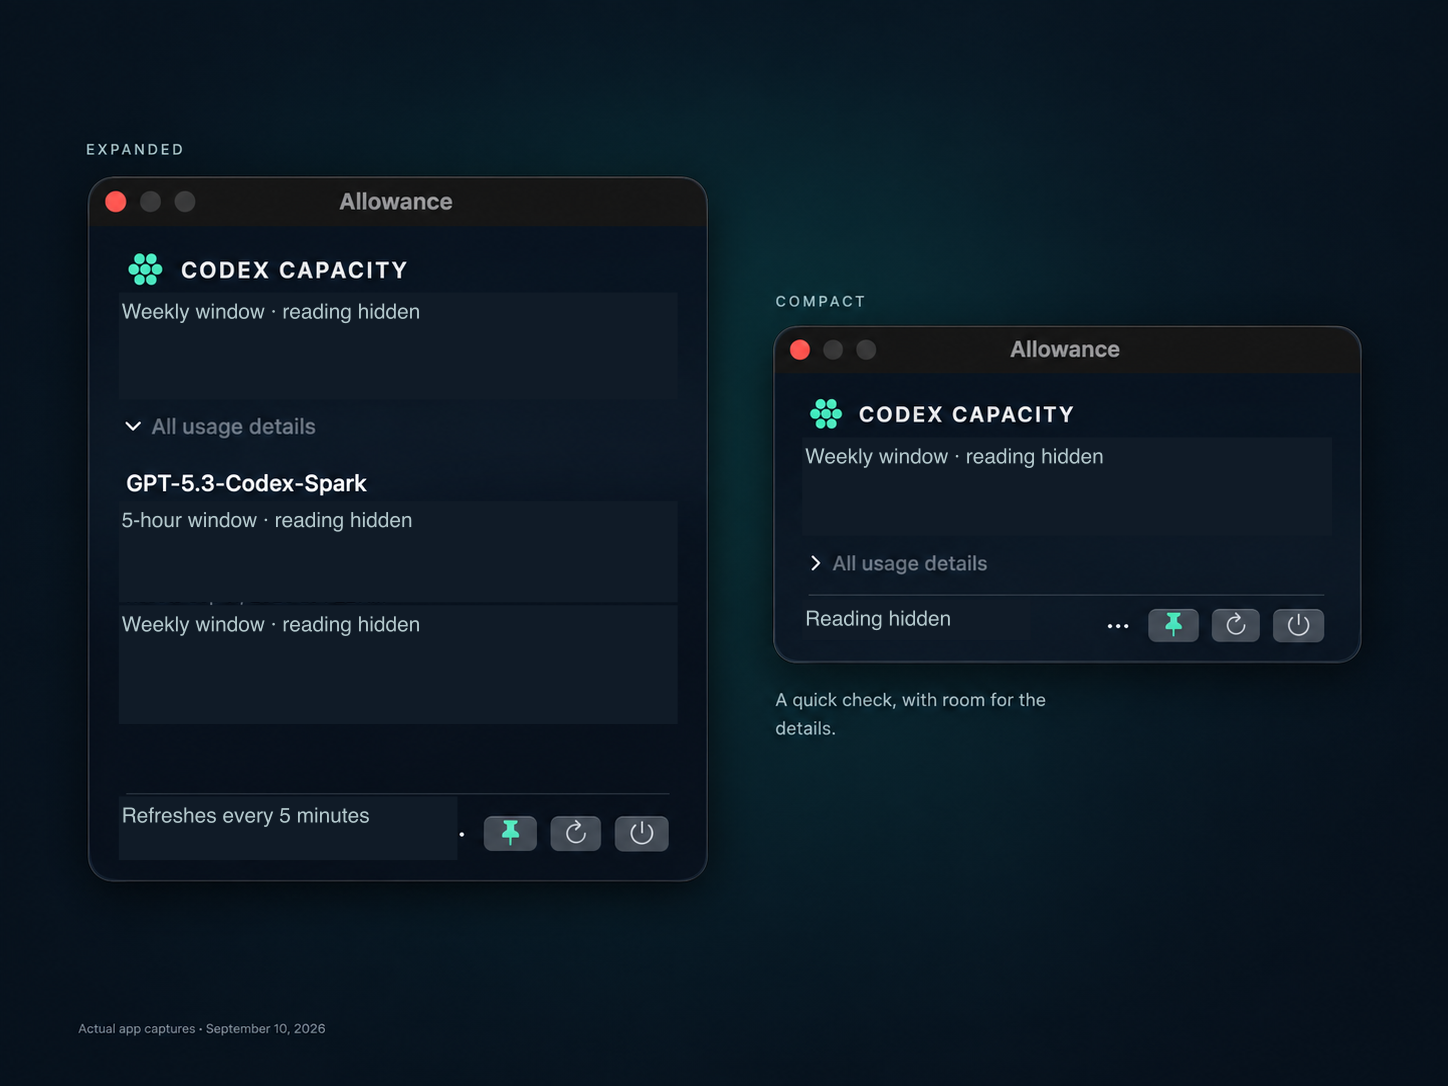 EXPANDED
Allowance
CODEX CAPACITY
Weekly window · reading hidden
All usage details
GPT-5.3-Codex-Spark
5-hour window · reading hidden
Weekly window · reading hidden
Refreshes every 5 minutes
COMPACT
Allowance
CODEX CAPACITY
Weekly window · reading hidden
All usage details
Reading hidden
A quick check, with room for the
details.
Actual app captures • September 10, 2026